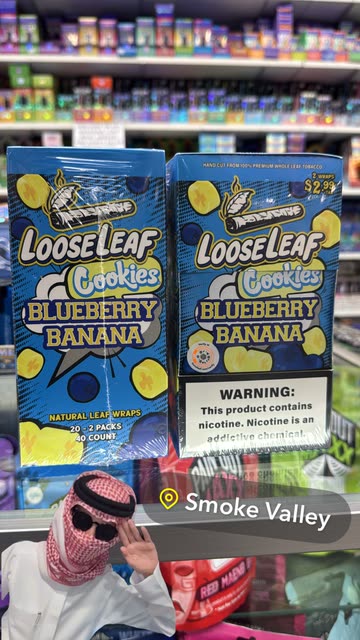 LOOSELEAF
Cookies
BLUEBERRY
BANANA
NATURAL LEAF WRAPS
20 - 2 PACKS
40 COUNT
HAND CUT FROM 100% PREMIUM WHOLE LEAF TOBACCO
2 WRAPS
$2.99
LOOSELEAF
Cookies
BLUEBERRY
BANANA
WARNING:
This product contains
nicotine. Nicotine is an
addictive chemical.
Smoke Valley
RED MAENG